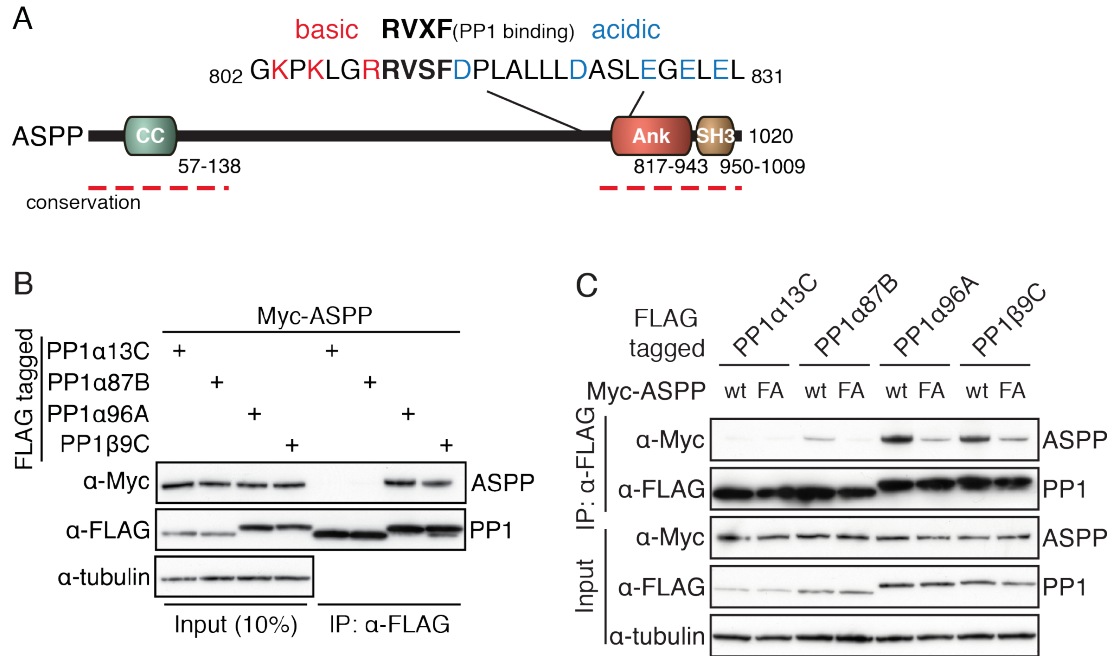 A
basic RVXF(PP1 binding) acidic
802 GKPKLGRRVSFDPLALLLDASLEGELEL 831
ASPP CC Ank SH3 1020
57-138 817-943 950-1009
conservation
B
Myc-ASPP
FLAG tagged
PP1α13C + +
PP1α87B + +
PP1α96A + +
PP1β9C + +
α-Myc ASPP
α-FLAG PP1
α-tubulin
Input (10%) IP: α-FLAG
C
FLAG tagged
PP1α13C PP1α87B PP1α96A PP1β9C
Myc-ASPP wt FA wt FA wt FA wt FA
IP: α-FLAG
α-Myc ASPP
α-FLAG PP1
Input
α-Myc ASPP
α-FLAG PP1
α-tubulin